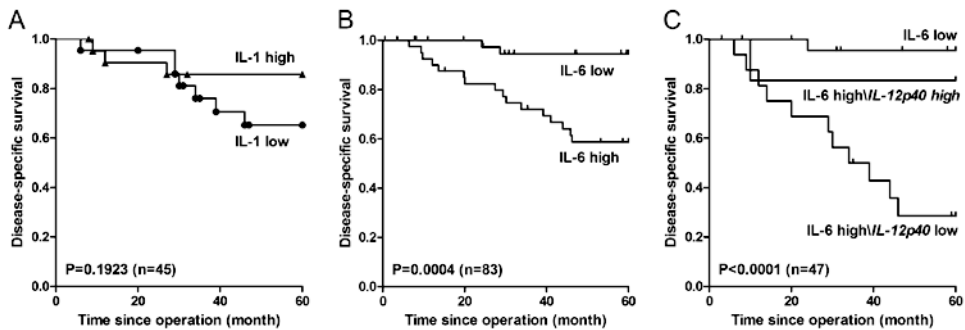 A
Disease-specific survival
1.0
0.8
0.6
0.4
0.2
0.0
0
20
40
60
Time since operation (month)
IL-1 high
IL-1 low
P=0.1923 (n=45)
B
Disease-specific survival
1.0
0.8
0.6
0.4
0.2
0.0
0
20
40
60
Time since operation (month)
IL-6 low
IL-6 high
P=0.0004 (n=83)
C
Disease-specific survival
1.0
0.8
0.6
0.4
0.2
0.0
0
20
40
60
Time since operation (month)
IL-6 low
IL-6 high\IL-12p40 high
IL-6 high\IL-12p40 low
P<0.0001 (n=47)